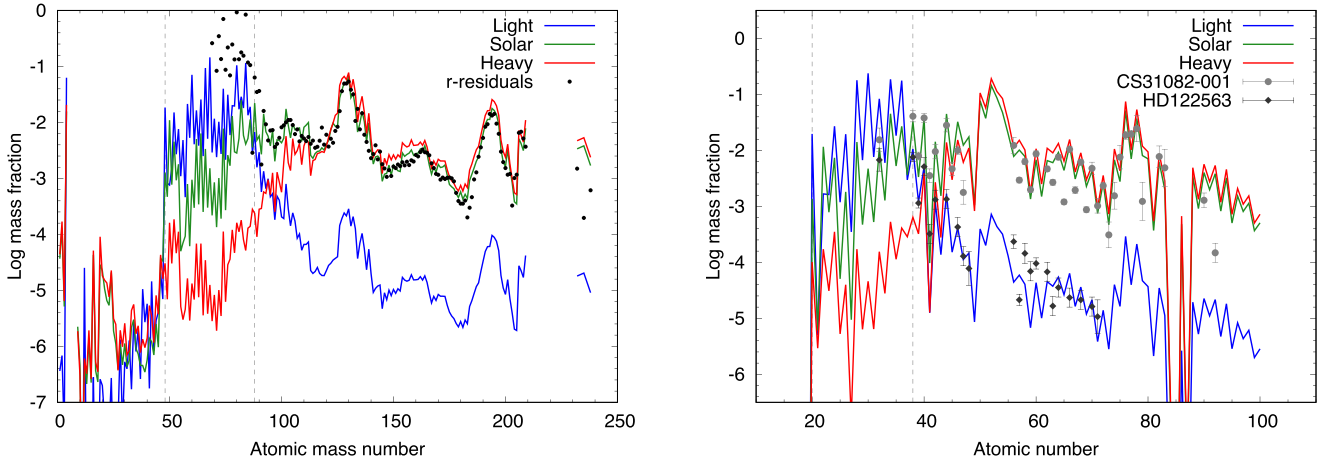 0
-1
-2
-3
-4
-5
-6
-7
Log mass fraction
0 50 100 150 200 250
Atomic mass number
Light
Solar
Heavy
r-residuals
0
-1
-2
-3
-4
-5
-6
Log mass fraction
20 40 60 80 100
Atomic number
Light
Solar
Heavy
CS31082-001
HD122563